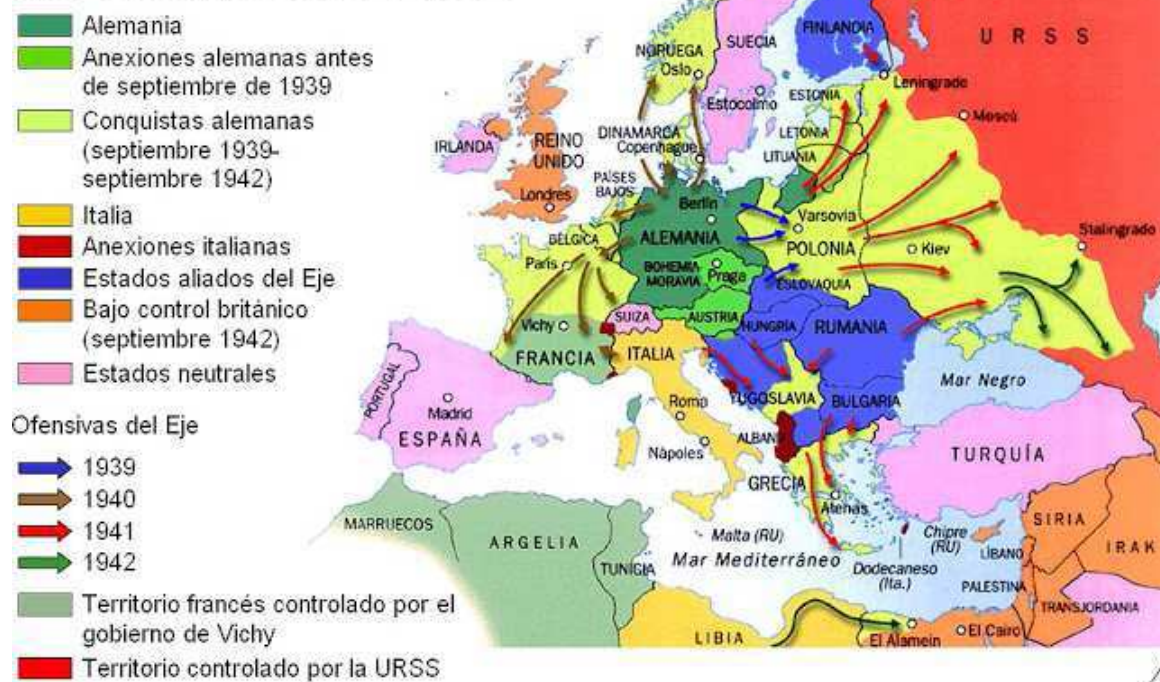 Alemania
Anexiones alemanas antes
de septiembre de 1939
Conquistas alemanas
(septiembre 1939-
septiembre 1942)
Italia
Anexiones italianas
Estados aliados del Eje
Bajo control británico
(septiembre 1942)
Estados neutrales
Ofensivas del Eje
1939
1940
1941
1942
Territorio francés controlado por el
gobierno de Vichy
Territorio controlado por la URSS
NORUEGA
Oslo
SUECIA
FINLANDIA
URSS
Leningrado
Estocolmo
ESTONIA
Moscú
IRLANDA
REINO
UNIDO
DINAMARCA
Copenhague
LETONIA
LITUANIA
PAÍSES
BAJOS
Londres
Berlín
Varsovia
Stalingrado
BÉLGICA
ALEMANIA
POLONIA
Kiev
París
BOHEMIA
MORAVIA
Praga
ESLOVAQUIA
Vichy
SUIZA
AUSTRIA
HUNGRÍA
RUMANIA
FRANCIA
ITALIA
PORTUGAL
Madrid
ESPAÑA
Roma
YUGOSLAVIA
BULGARIA
Mar Negro
Nápoles
ALBAN
TURQUÍA
GRECIA
Atenas
MARRUECOS
ARGELIA
TUNICIA
Malta (RU)
Mar Mediterráneo
Chipre
(RU)
Dodecaneso
(Ita.)
SIRIA
LÍBANO
IRAK
PALESTINA
TRANSJORDANIA
LIBIA
El Alamein
El Cairo